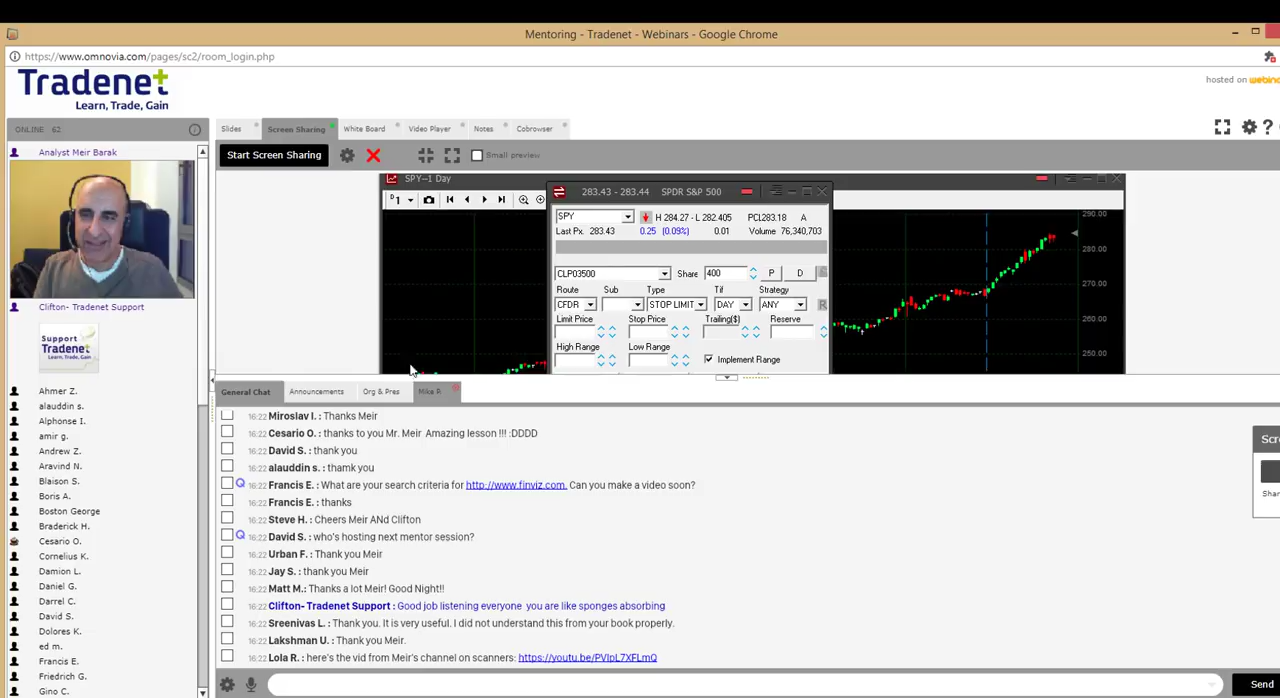 Mentoring - Tradenet - Webinars - Google Chrome
https://www.omnovia.com/pages/sc2/room_login.php
Tradenet
Learn, Trade, Gain
hosted on
ONLINE 62
Slides
Screen Sharing
White Board
Video Player
Notes
Cobrowser
Analyst Meir Barak
Start Screen Sharing
Small preview
SPY--1 Day
283.43 - 283.44 SPDR S&P 500
D 1
SPY
H 284.27 - L 282.405
PCL283.18 A
Last Px. 283.43
0.25 (0.09%)
0.01
Volume 76,340,703
CLP03500
Share 400
P
D
Route
Sub
Type
Tif
Strategy
CFDR
STOP LIMIT
DAY
ANY
R
Limit Price
Stop Price
Trailing($)
Reserve
High Range
Low Range
Implement Range
290.00
280.00
270.00
260.00
250.00
Clifton- Tradenet Support
Support
Tradenet
Learn, Trade, Gain
Ahmer Z.
alauddin s.
Alphonse I.
amir g.
Andrew Z.
Aravind N.
Blaison S.
Boris A.
Boston George
Braderick H.
Cesario O.
Cornelius K.
Damion L.
Daniel G.
Darrel C.
David S.
Dolores K.
ed m.
Francis E.
Friedrich G.
Gino C.
General Chat
Announcements
Org & Pres
Mike P.
16:22 Miroslav I. : Thanks Meir
16:22 Cesario O. : thanks to you Mr. Meir Amazing lesson !!! :DDDD
16:22 David S. : thank you
16:22 alauddin s. : thamk you
Q 16:22 Francis E. : What are your search criteria for http://www.finviz.com. Can you make a video soon?
16:22 Francis E. : thanks
16:22 Steve H. : Cheers Meir ANd Clifton
Q 16:22 David S. : who's hosting next mentor session?
16:22 Urban F. : Thank you Meir
16:22 Jay S. : thank you Meir
16:22 Matt M.: Thanks a lot Meir! Good Night!!
16:22 Clifton- Tradenet Support : Good job listening everyone you are like sponges absorbing
16:22 Sreenivas L. : Thank you. It is very useful. I did not understand this from your book properly.
16:22 Lakshman U. : Thank you Meir.
16:22 Lola R. : here's the vid from Meir's channel on scanners: https://youtu.be/PVIpL7XFLmQ
Send